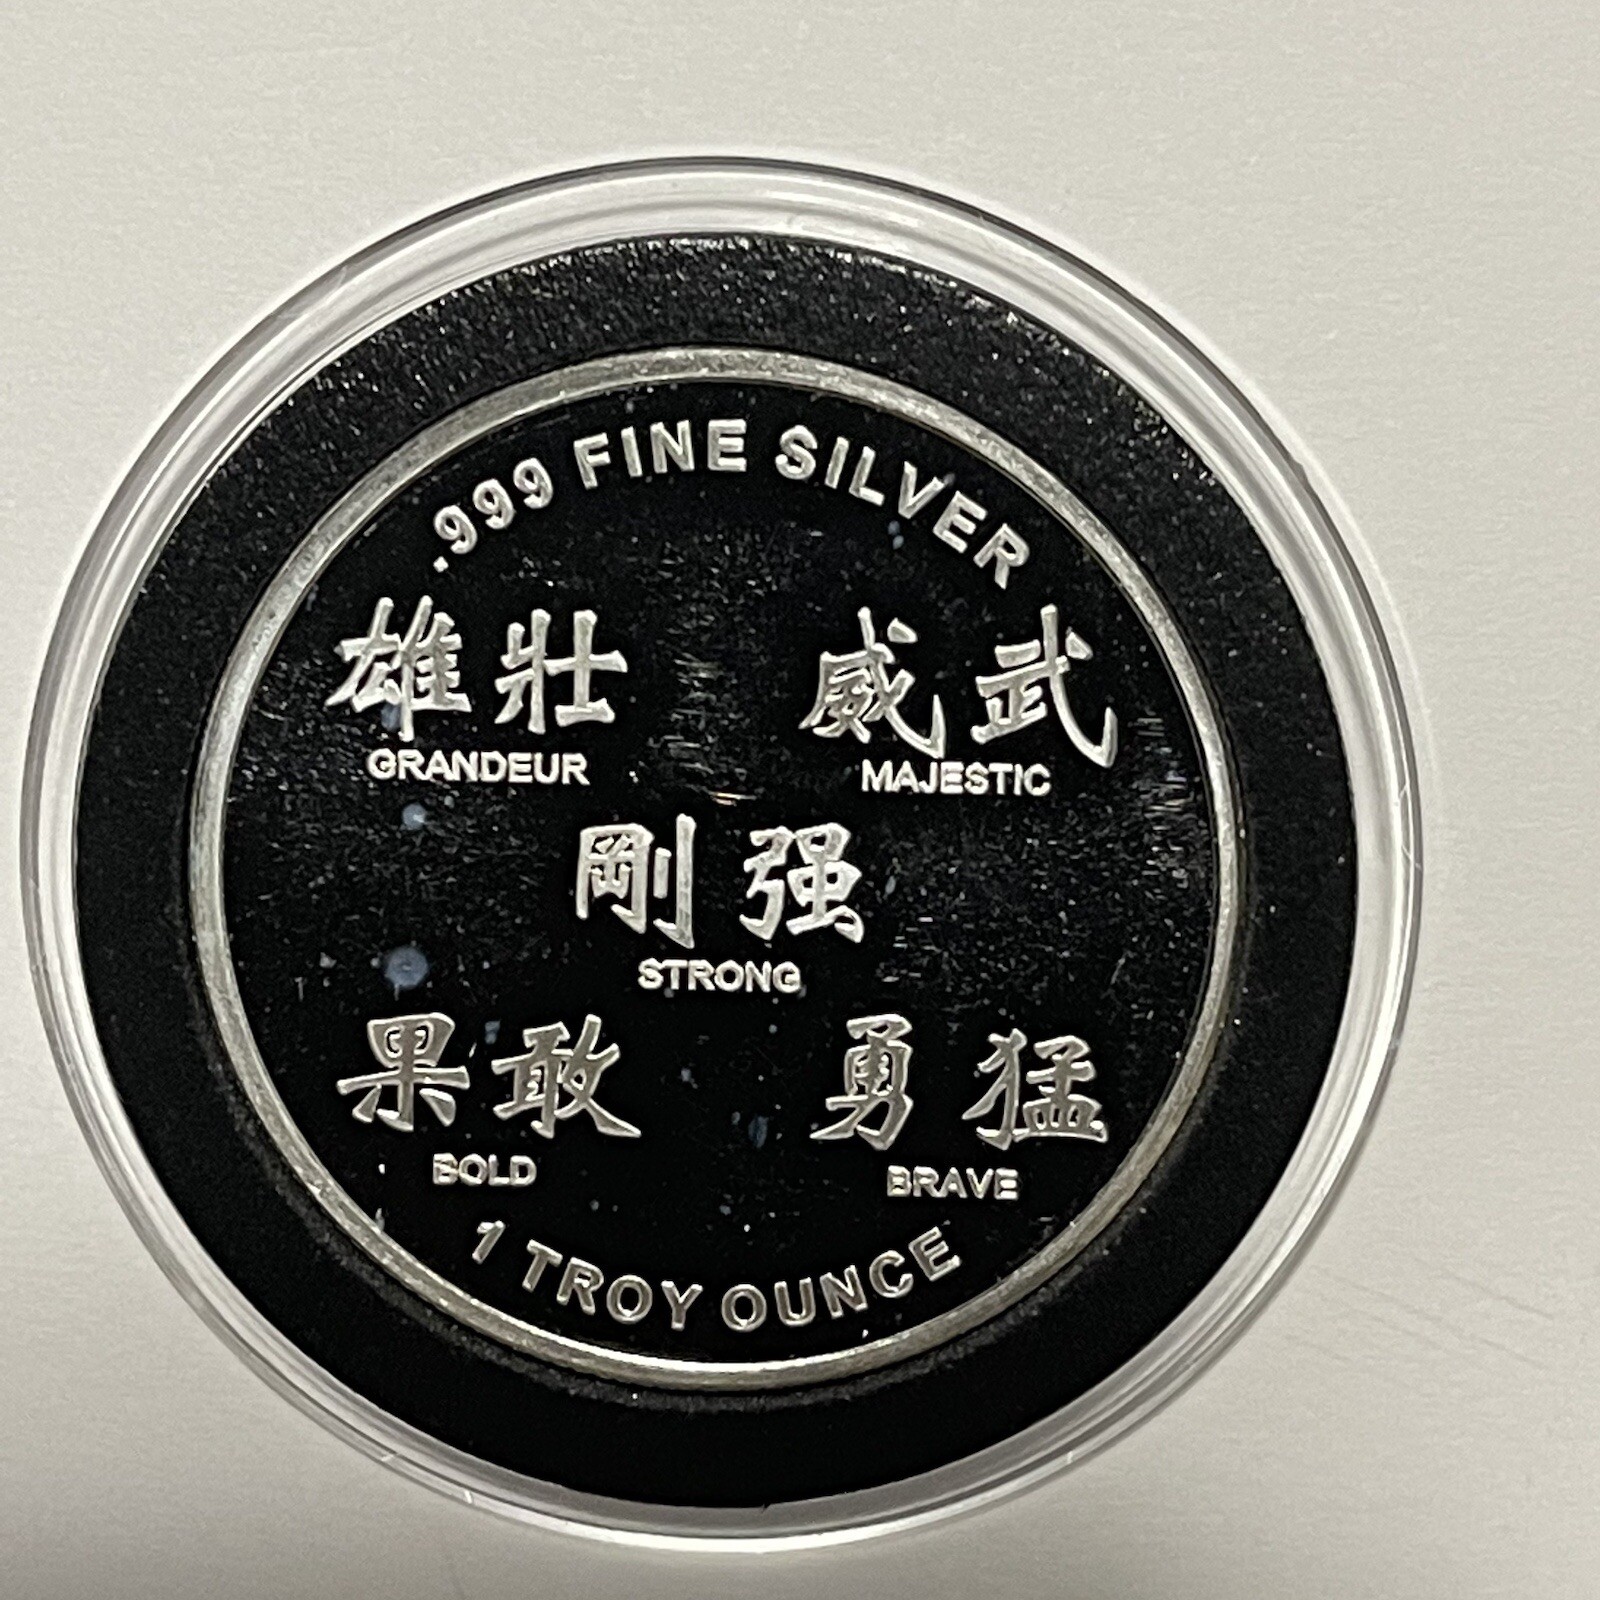 .999 FINE SILVER
雄壯 威武
GRANDEUR MAJESTIC
剛强
STRONG
果敢 勇猛
BOLD BRAVE
1 TROY OUNCE